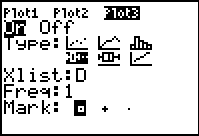 Plot1 Plot2 Plot3
On Off
Type:
Xlist:D
Freq:1
Mark: